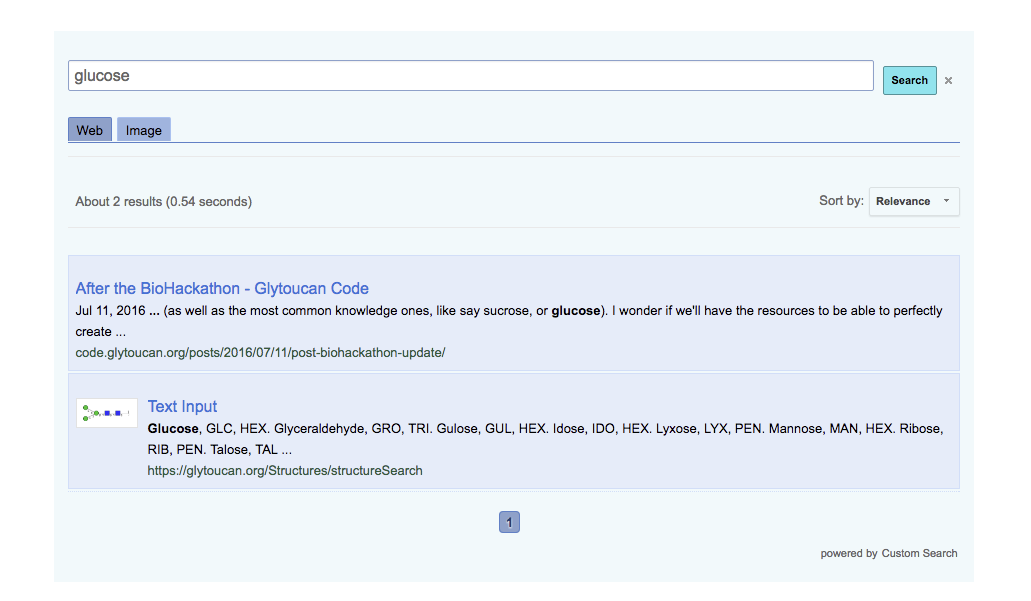 glucose
Search ×
Web Image
About 2 results (0.54 seconds)
Sort by: Relevance
After the BioHackathon - Glytoucan Code
Jul 11, 2016 ... (as well as the most common knowledge ones, like say sucrose, or glucose). I wonder if we'll have the resources to be able to perfectly
create ...
code.glytoucan.org/posts/2016/07/11/post-biohackathon-update/
Text Input
Glucose, GLC, HEX. Glyceraldehyde, GRO, TRI. Gulose, GUL, HEX. Idose, IDO, HEX. Lyxose, LYX, PEN. Mannose, MAN, HEX. Ribose,
RIB, PEN. Talose, TAL ...
https://glytoucan.org/Structures/structureSearch
1
powered by Custom Search